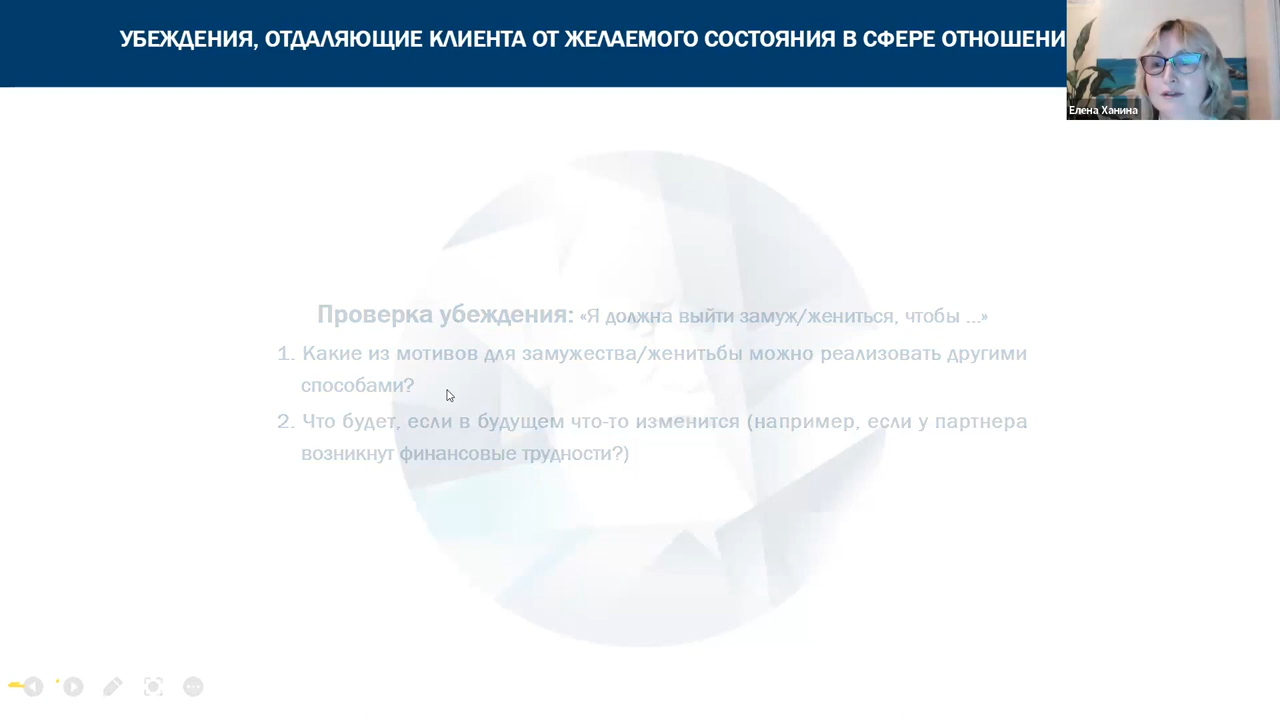 УБЕЖДЕНИЯ, ОТДАЛЯЮЩИЕ КЛИЕНТА ОТ ЖЕЛАЕМОГО СОСТОЯНИЯ В СФЕРЕ ОТНОШЕНИ
Елена Ханина
Проверка убеждения: «Я должна выйти замуж/жениться, чтобы ...»
1. Какие из мотивов для замужества/женитьбы можно реализовать другими
способами?
2. Что будет, если в будущем что-то изменится (например, если у партнера
возникнут финансовые трудности?)